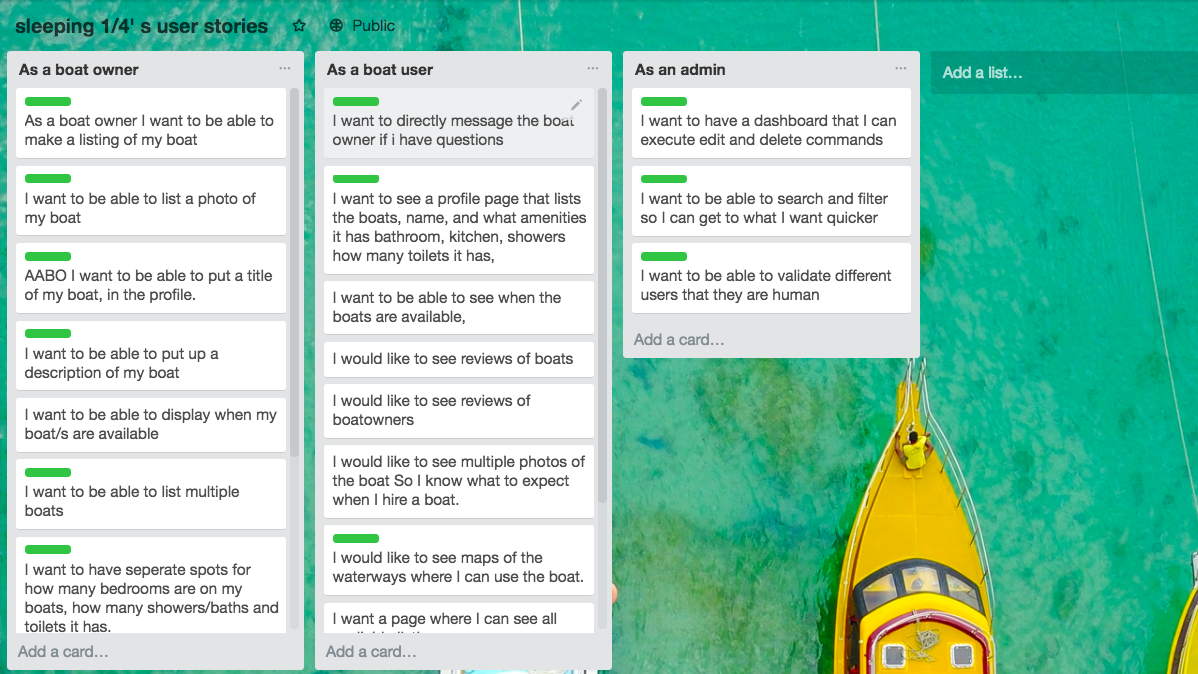 sleeping 1/4' s user stories
Public
As a boat owner
As a boat owner I want to be able to
make a listing of my boat
I want to be able to list a photo of
my boat
AABO I want to be able to put a title
of my boat, in the profile.
I want to be able to put up a
description of my boat
I want to be able to display when my
boat/s are available
I want to be able to list multiple
boats
I want to have seperate spots for
how many bedrooms are on my
boats, how many showers/baths and
toilets it has.
Add a card…
As a boat user
I want to directly message the boat
owner if i have questions
I want to see a profile page that lists
the boats, name, and what amenities
it has bathroom, kitchen, showers
how many toilets it has,
I want to be able to see when the
boats are available,
I would like to see reviews of boats
I would like to see reviews of
boatowners
I would like to see multiple photos of
the boat So I know what to expect
when I hire a boat.
I would like to see maps of the
waterways where I can use the boat.
I want a page where I can see all
Add a card…
As an admin
I want to have a dashboard that I can
execute edit and delete commands
I want to be able to search and filter
so I can get to what I want quicker
I want to be able to validate different
users that they are human
Add a card…
Add a list…